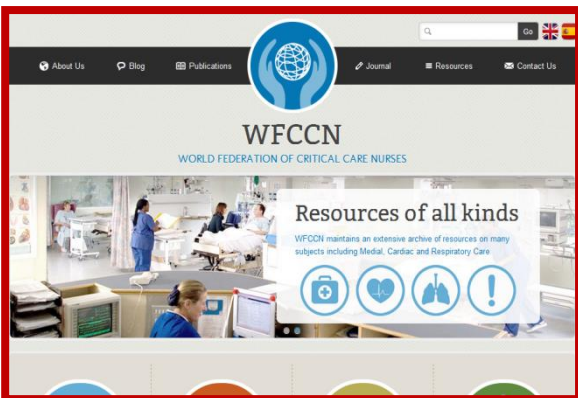 Go
About Us
Blog
Publications
Journal
Resources
Contact Us
WFCCN
WORLD FEDERATION OF CRITICAL CARE NURSES
Resources of all kinds
WFCCN maintains an extensive archive of resources on many
subjects including Medial, Cardiac and Respiratory Care